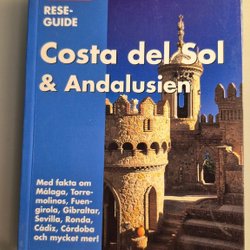 RESE-
GUIDE
Costa del Sol
& Andalusien
Med fakta om
Málaga, Torre-
molinos, Fuen-
girola, Gibraltar,
Sevilla, Ronda,
Cádiz, Córdoba
och mycket mer!